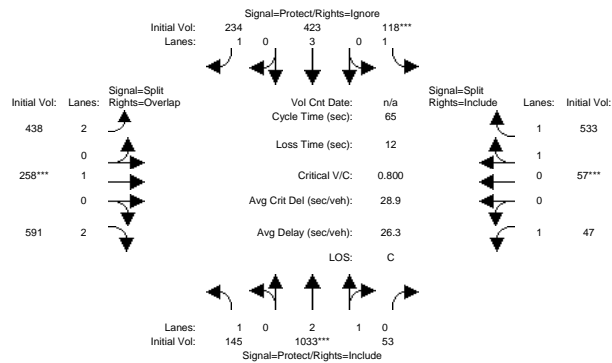 Signal=Protect/Rights=Ignore
Initial Vol: 234 423 118***
Lanes: 1 0 3 0 1
Signal=Split
Rights=Overlap
Signal=Split
Rights=Include
Initial Vol: Lanes:
Vol Cnt Date: n/a
Lanes: Initial Vol:
Cycle Time (sec): 65
438 2
1 533
Loss Time (sec): 12
0
1
258*** 1
Critical V/C: 0.800
0 57***
0
Avg Crit Del (sec/veh): 28.9
0
591 2
Avg Delay (sec/veh): 26.3
1 47
LOS: C
Lanes: 1 0 2 1 0
Initial Vol: 145 1033*** 53
Signal=Protect/Rights=Include